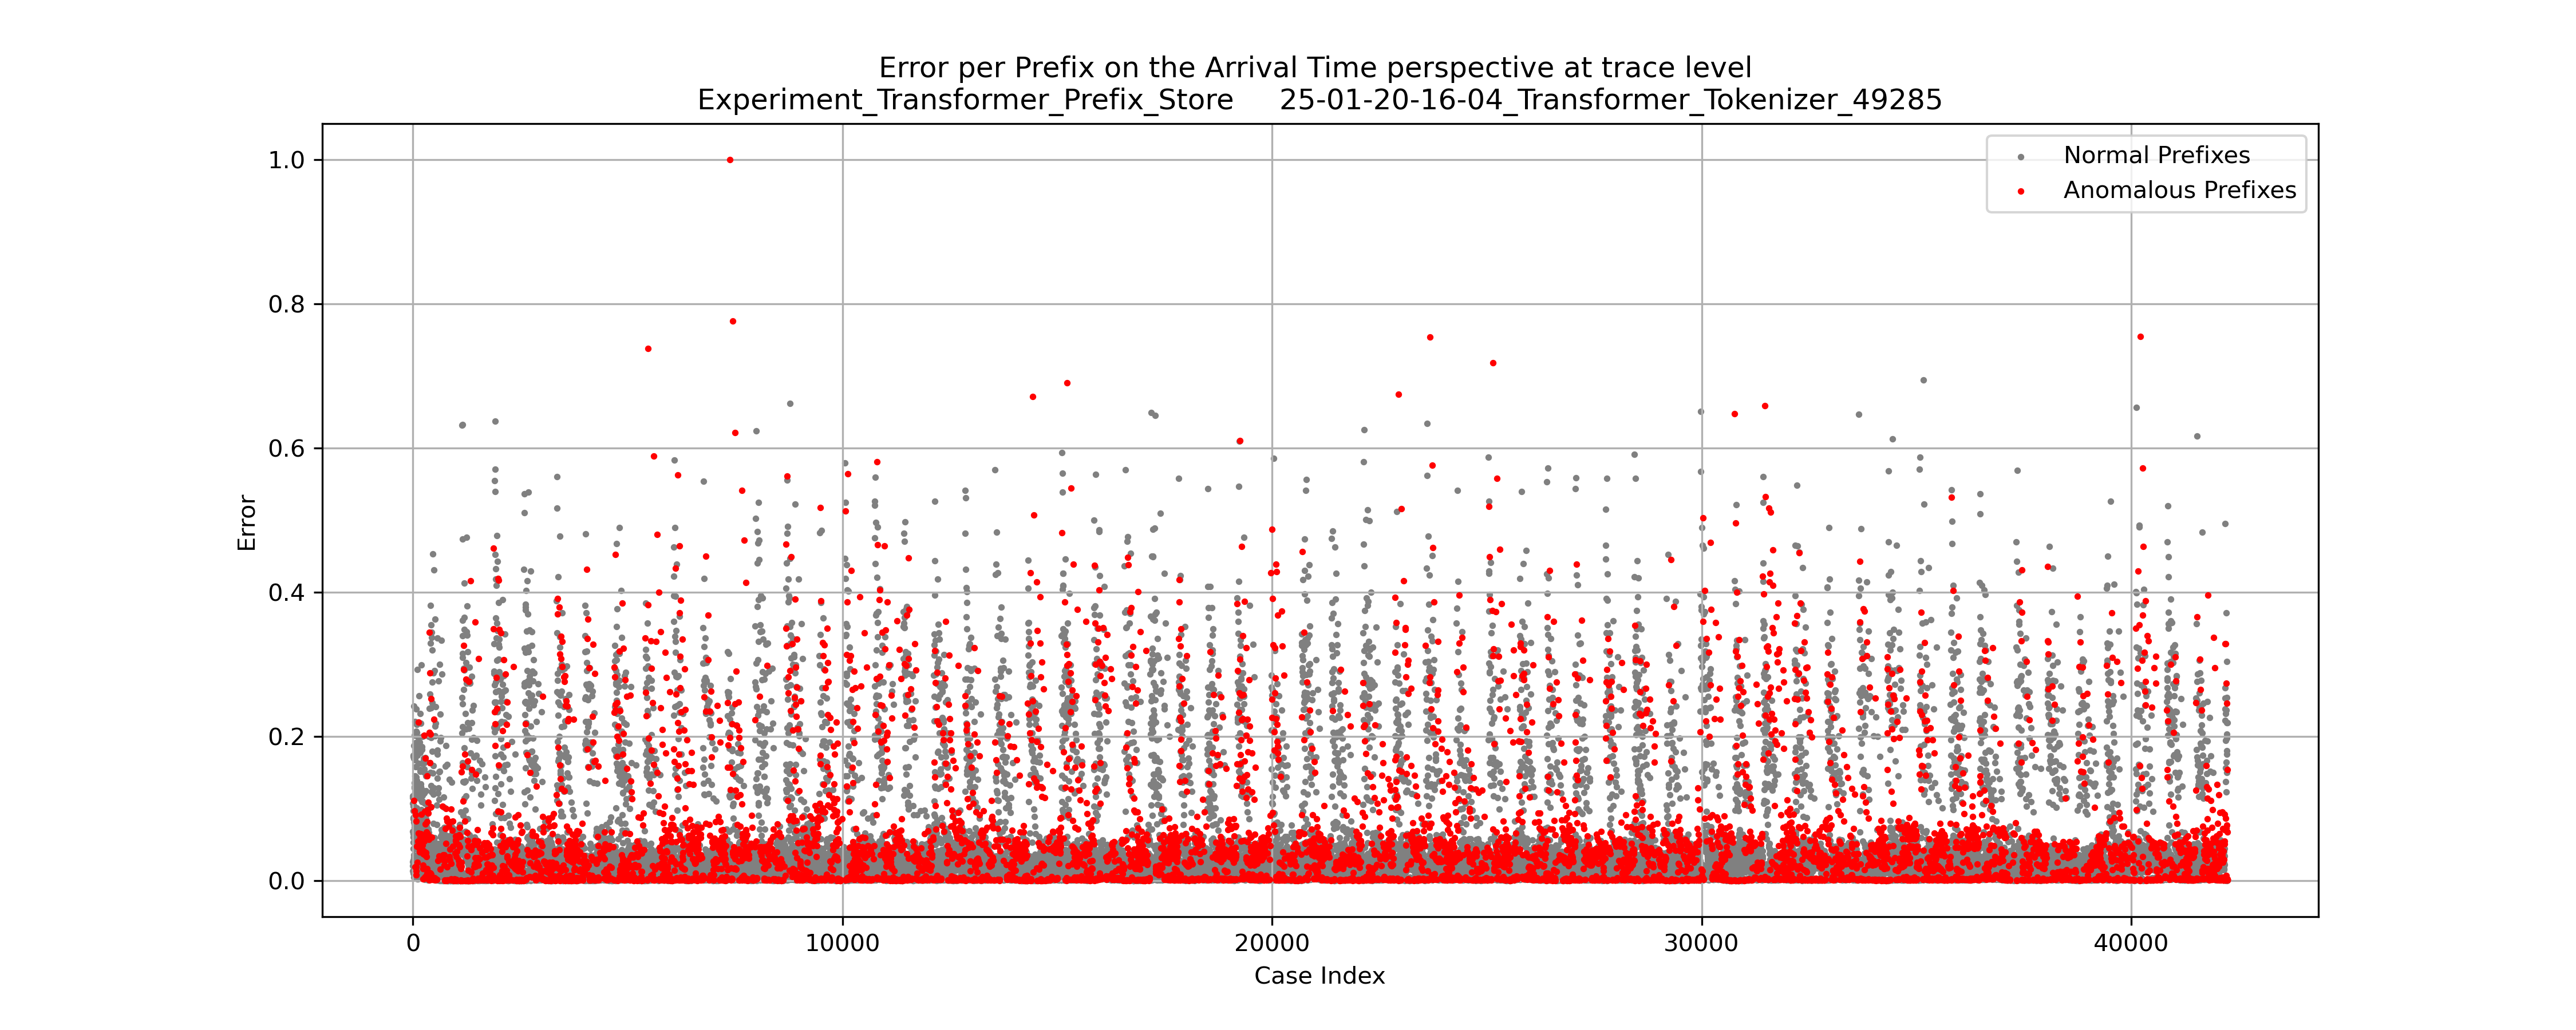 Error per Prefix on the Arrival Time perspective at trace level
Experiment_Transformer_Prefix_Store 25-01-20-16-04_Transformer_Tokenizer_49285
Normal Prefixes
Anomalous Prefixes
1.0
0.8
0.6
0.4
0.2
0.0
Error
0 10000 20000 30000 40000
Case Index